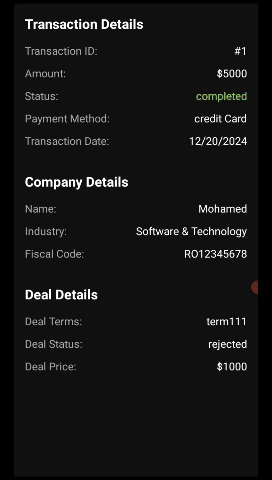 Transaction Details
Transaction ID: #1
Amount: $5000
Status: completed
Payment Method: credit Card
Transaction Date: 12/20/2024
Company Details
Name: Mohamed
Industry: Software & Technology
Fiscal Code: RO12345678
Deal Details
Deal Terms: term111
Deal Status: rejected
Deal Price: $1000